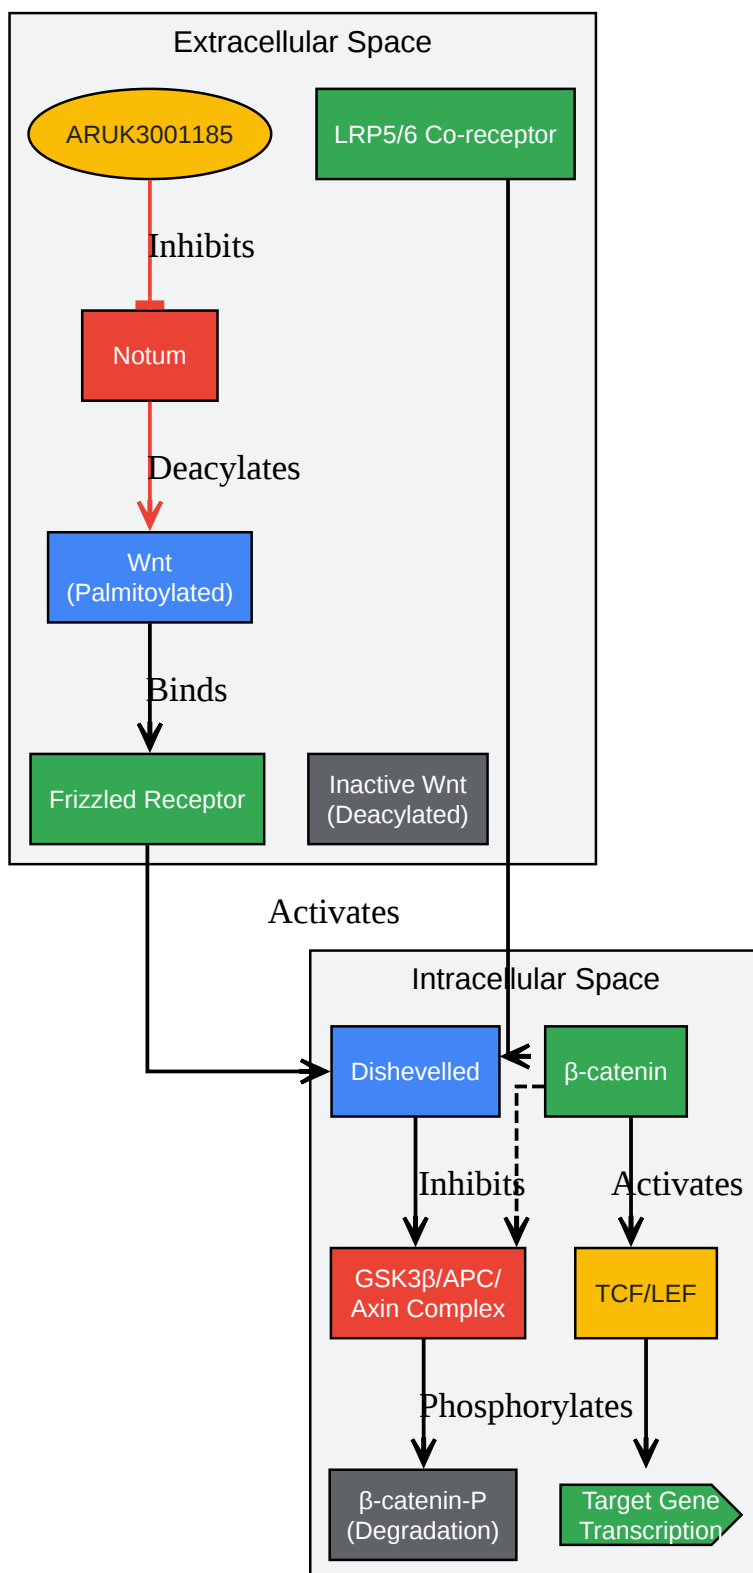 Extracellular Space
ARUK3001185
LRP5/6 Co-receptor
Inhibits
Notum
Deacylates
Wnt
(Palmitoylated)
Binds
Frizzled Receptor
Inactive Wnt
(Deacylated)
Activates
Intracellular Space
Dishevelled
β-catenin
Inhibits
Activates
GSK3β/APC/
Axin Complex
TCF/LEF
Phosphorylates
β-catenin-P
(Degradation)
Target Gene
Transcription